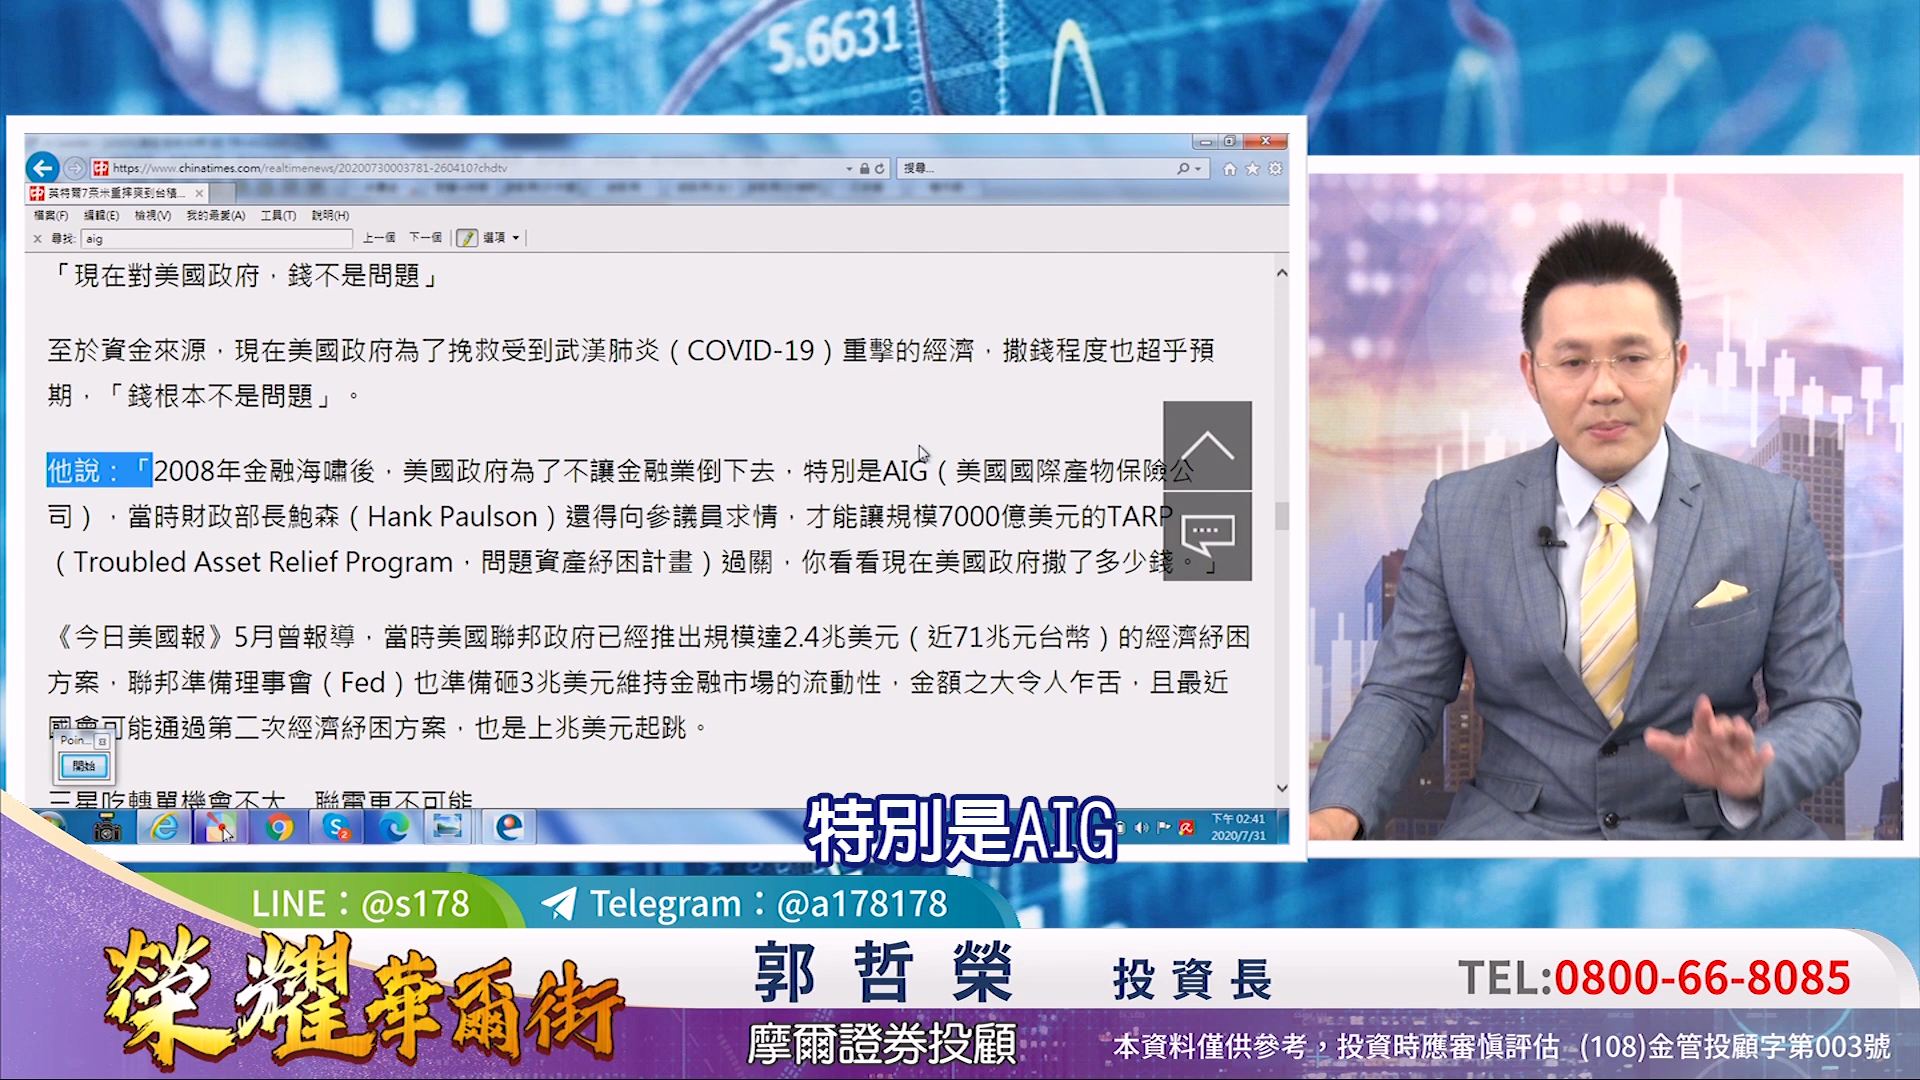 5.6631
https://www.chinatimes.com/realtimenews/20200730003781-260410?chdtv
搜尋...
英特爾7奈米重摔爽到台積...
檔案(F) 編輯(E) 檢視(V) 我的最愛(A) 工具(T) 說明(H)
尋找: aig 上一個 下一個 選項
「現在對美國政府，錢不是問題」
至於資金來源，現在美國政府為了挽救受到武漢肺炎（COVID-19）重擊的經濟，撒錢程度也超乎預
期，「錢根本不是問題」。
他說：「2008年金融海嘯後，美國政府為了不讓金融業倒下去，特別是AIG（美國國際產物保險公
司），當時財政部長鮑森（Hank Paulson）還得向參議員求情，才能讓規模7000億美元的TARP
（Troubled Asset Relief Program，問題資產紓困計畫）過關，你看看現在美國政府撒了多少錢。」
《今日美國報》5月曾報導，當時美國聯邦政府已經推出規模達2.4兆美元（近71兆元台幣）的經濟紓困
方案，聯邦準備理事會（Fed）也準備砸3兆美元維持金融市場的流動性，金額之大令人乍舌，且最近
國會可能通過第二次經濟紓困方案，也是上兆美元起跳。
Poin...
開始
三星吃轉單機會不大 聯電更不可能
下午 02:41
2020/7/31
特別是AIG
LINE：@s178
Telegram：@a178178
榮耀華爾街
郭哲榮 投資長
TEL:0800-66-8085
摩爾證券投顧
本資料僅供參考，投資時應審慎評估 (108)金管投顧字第003號